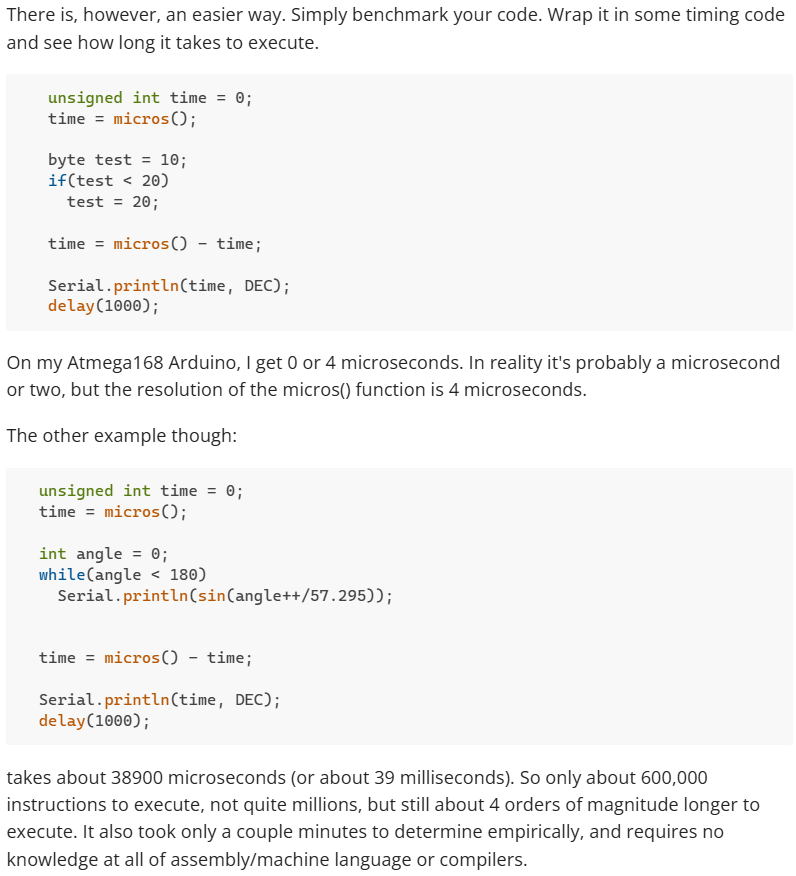 There is, however, an easier way. Simply benchmark your code. Wrap it in some timing code
and see how long it takes to execute.
unsigned int time = 0;
time = micros();
byte test = 10;
if(test < 20)
test = 20;
time = micros() - time;
Serial.println(time, DEC);
delay(1000);
On my Atmega168 Arduino, I get 0 or 4 microseconds. In reality it's probably a microsecond
or two, but the resolution of the micros() function is 4 microseconds.
The other example though:
unsigned int time = 0;
time = micros();
int angle = 0;
while(angle < 180)
Serial.println(sin(angle++/57.295));
time = micros() - time;
Serial.println(time, DEC);
delay(1000);
takes about 38900 microseconds (or about 39 milliseconds). So only about 600,000
instructions to execute, not quite millions, but still about 4 orders of magnitude longer to
execute. It also took only a couple minutes to determine empirically, and requires no
knowledge at all of assembly/machine language or compilers.